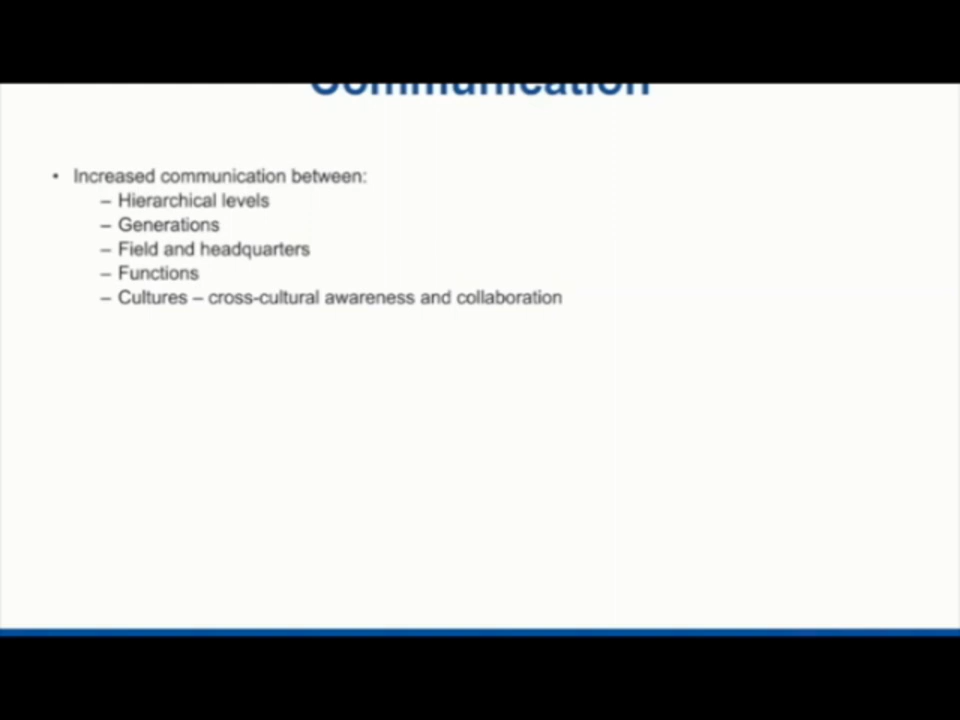 Communication
• Increased communication between:
– Hierarchical levels
– Generations
– Field and headquarters
– Functions
– Cultures – cross-cultural awareness and collaboration